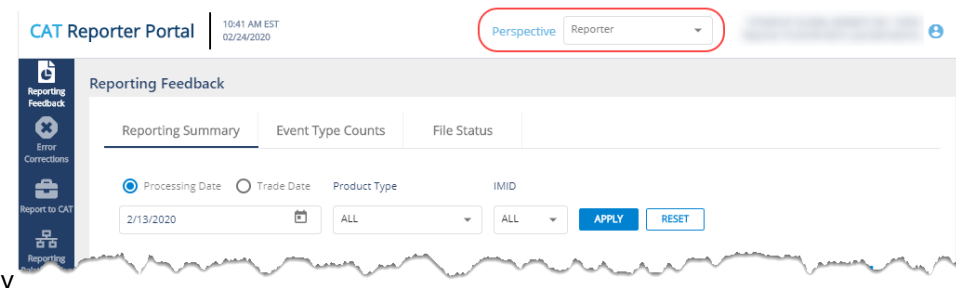 CAT Reporter Portal
10:41 AM EST
02/24/2020
Perspective
Reporter
Reporting Feedback
Error Corrections
Report to CAT
Reporting
Reporting Feedback
Reporting Summary
Event Type Counts
File Status
Processing Date
Trade Date
Product Type
IMID
2/13/2020
ALL
ALL
APPLY
RESET
v